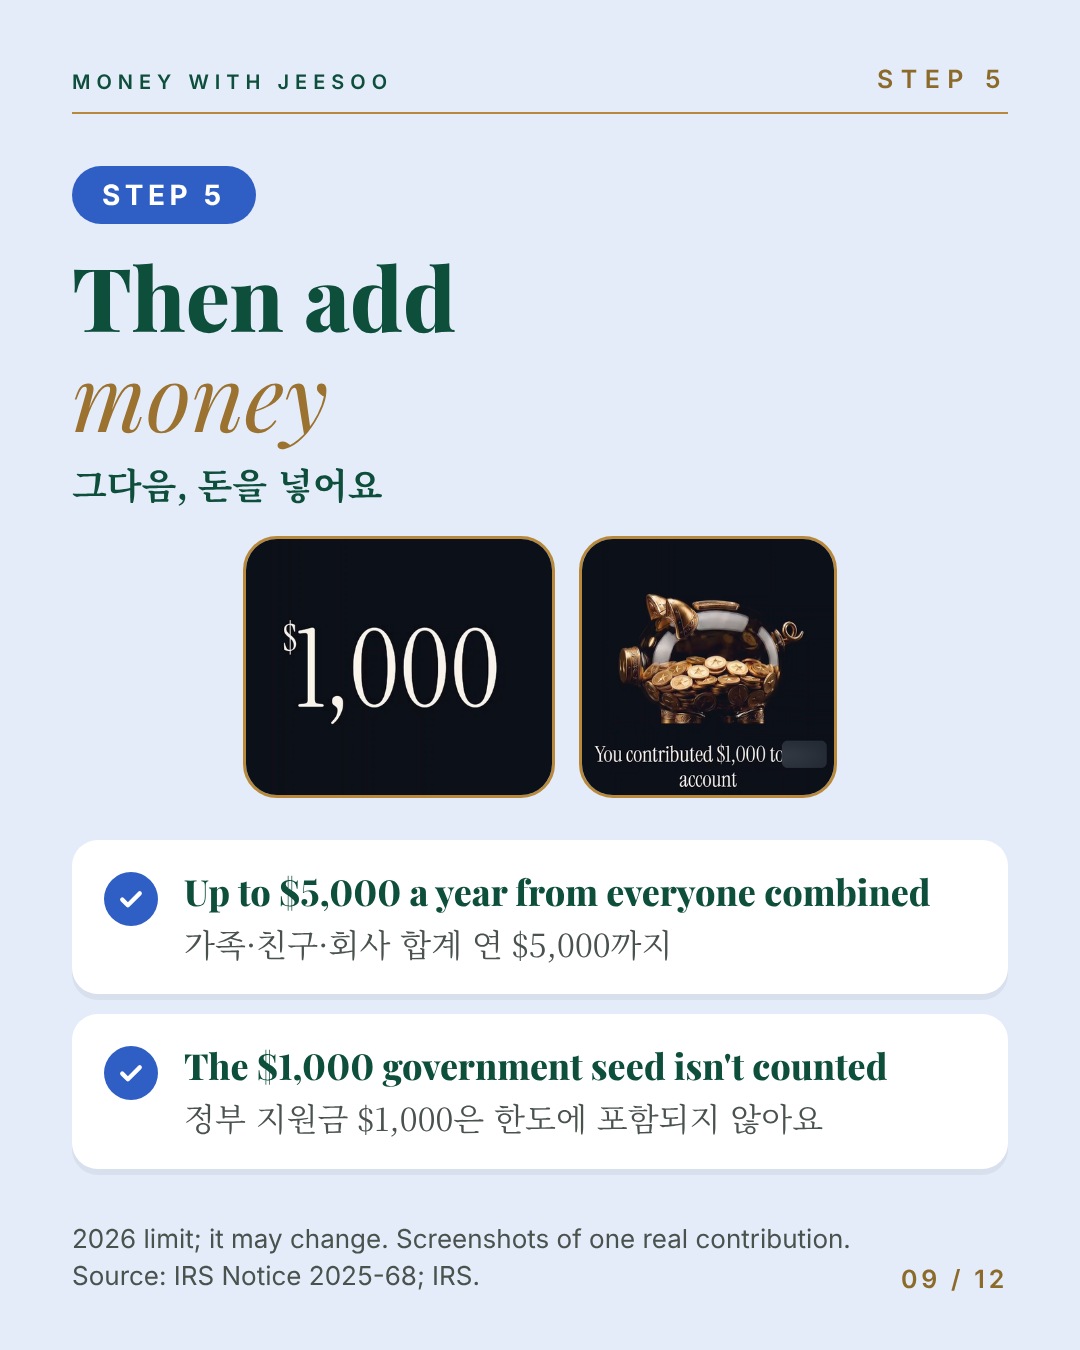 MONEY WITH JEESOO
STEP 5
STEP 5
Then add
money
그다음, 돈을 넣어요
$1,000
You contributed $1,000 to
account
Up to $5,000 a year from everyone combined
가족·친구·회사 합계 연 $5,000까지
The $1,000 government seed isn't counted
정부 지원금 $1,000은 한도에 포함되지 않아요
2026 limit; it may change. Screenshots of one real contribution.
Source: IRS Notice 2025-68; IRS.
09 / 12